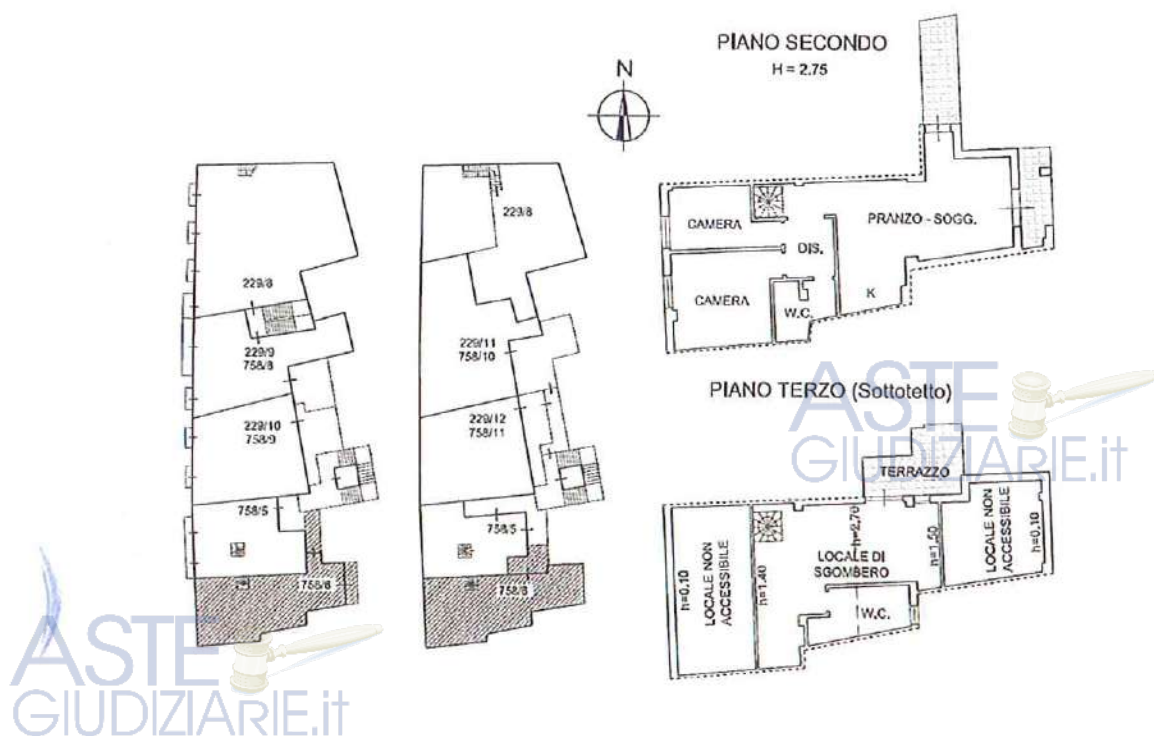 PIANO SECONDO
H = 2.75
N
CAMERA
PRANZO - SOGG.
DIS.
CAMERA
K
W.C.
229/8
229/8
229/9
758/8
229/10
758/9
758/5
758/6
229/8
229/11
758/10
229/12
758/11
758/5
758/6
PIANO TERZO (Sottotetto)
TERRAZZO
h=0.10
LOCALE NON
ACCESSIBILE
h=1.40
h=2.70
LOCALE DI
SGOMBERO
W.C.
h=1.50
LOCALE NON
ACCESSIBILE
h=0.10
ASTE
GIUDIZIARIE.it
ASTE
GIUDIZIARIE.it